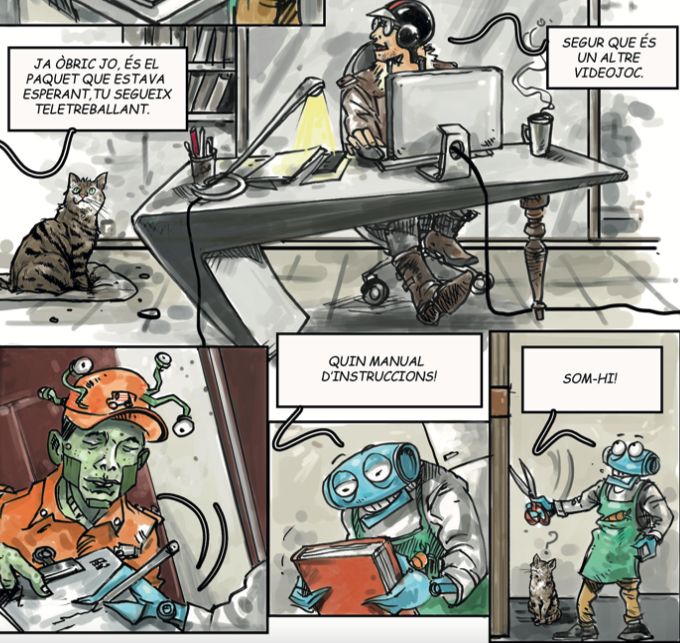 JA ÒBRIC JO, ÉS EL
PAQUET QUE ESTAVA
ESPERANT,TU SEGUEIX
TELETREBALLANT.
SEGUR QUE ÉS
UN ALTRE
VIDEOJOC.
QUIN MANUAL
D'INSTRUCCIONS!
SOM-HI!
?